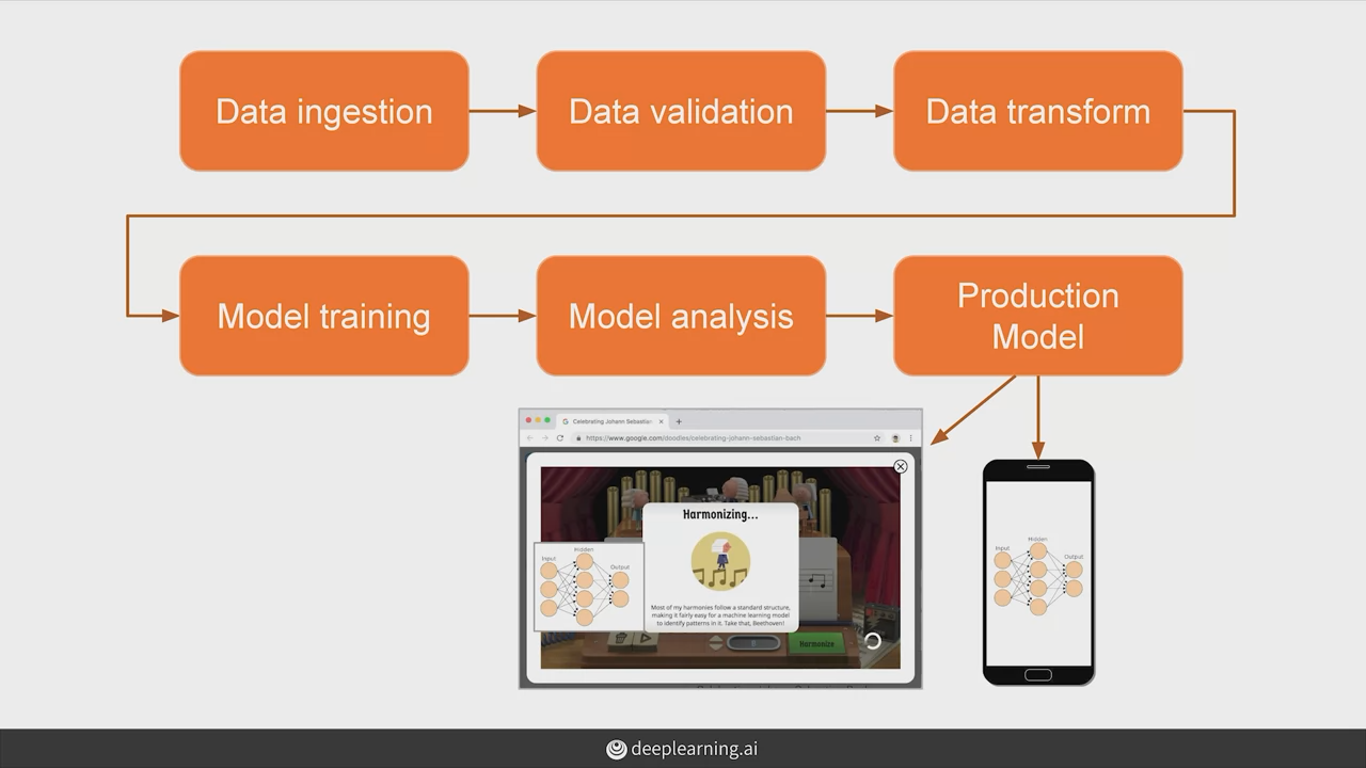 Data ingestion
Data validation
Data transform
Model training
Model analysis
Production
Model
Celebrating Johann Sebastian
https://www.google.com/doodles/celebrating-johann-sebastian-bach
Harmonizing...
Most of my harmonies follow a standard structure,
making it fairly easy for a machine learning model
to identify patterns in it. Take that, Beethoven!
Input
Hidden
Output
Harmonize
Input
Hidden
Output
deeplearning.ai